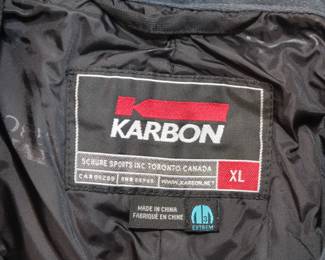 KARBON
SCHURE SPORTS INC TORONTO, CANADA
WWW.KARBON.NET
XL
MADE IN CHINA
FABRIQUÉ EN CHINE
EXTREM